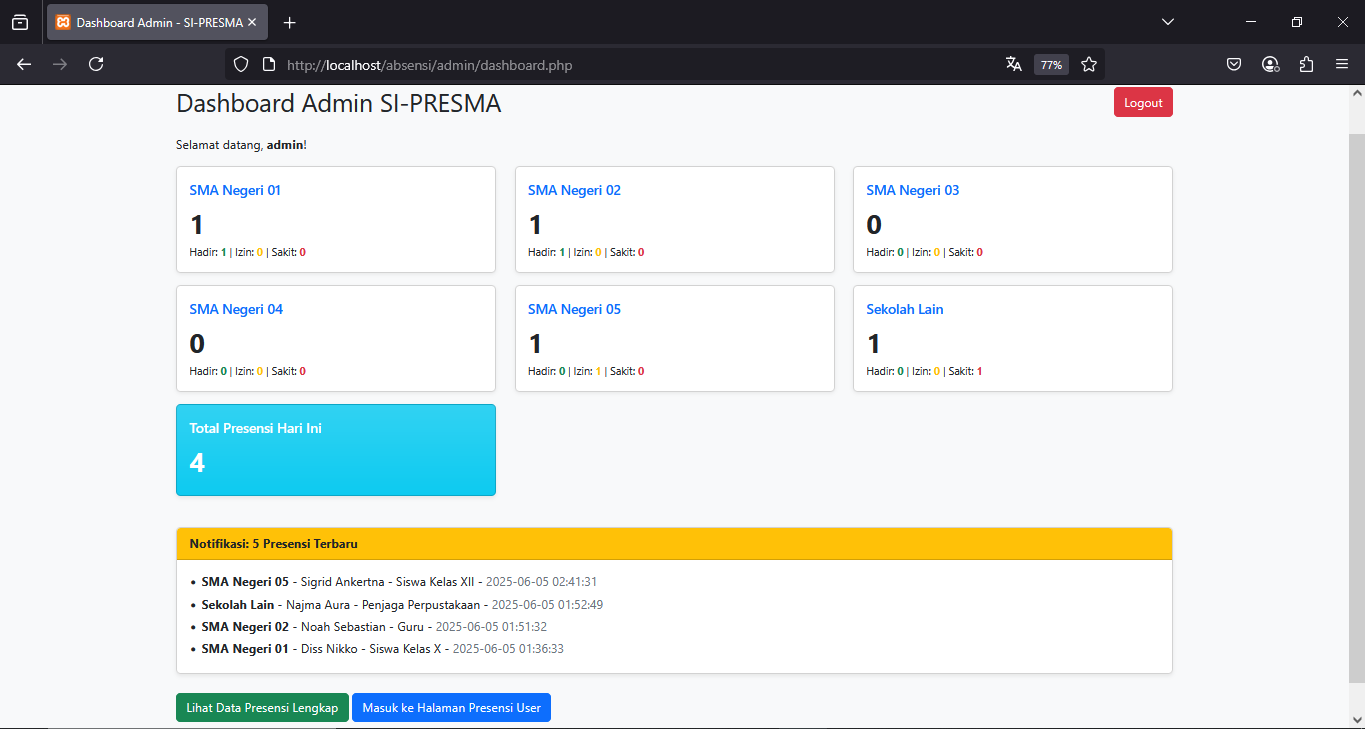 Dashboard Admin - SI-PRESMA
http://localhost/absensi/admin/dashboard.php
77%
Dashboard Admin SI-PRESMA
Logout
Selamat datang, admin!
SMA Negeri 01
1
Hadir: 1 | Izin: 0 | Sakit: 0
SMA Negeri 02
1
Hadir: 1 | Izin: 0 | Sakit: 0
SMA Negeri 03
0
Hadir: 0 | Izin: 0 | Sakit: 0
SMA Negeri 04
0
Hadir: 0 | Izin: 0 | Sakit: 0
SMA Negeri 05
1
Hadir: 0 | Izin: 1 | Sakit: 0
Sekolah Lain
1
Hadir: 0 | Izin: 0 | Sakit: 1
Total Presensi Hari Ini
4
Notifikasi: 5 Presensi Terbaru
• SMA Negeri 05 - Sigrid Ankertna - Siswa Kelas XII - 2025-06-05 02:41:31
• Sekolah Lain - Najma Aura - Penjaga Perpustakaan - 2025-06-05 01:52:49
• SMA Negeri 02 - Noah Sebastian - Guru - 2025-06-05 01:51:32
• SMA Negeri 01 - Diss Nikko - Siswa Kelas X - 2025-06-05 01:36:33
Lihat Data Presensi Lengkap
Masuk ke Halaman Presensi User